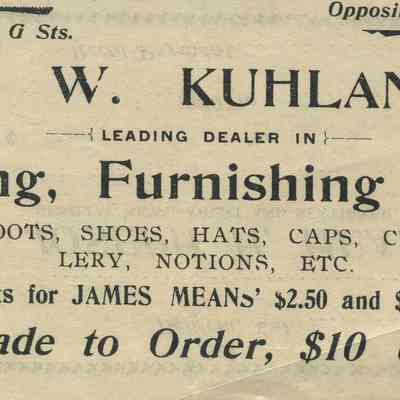 Opposi
G Sts.
W. KUHLAN
LEADING DEALER IN
ng, Furnishing
OOTS, SHOES, HATS, CAPS, C
LERY, NOTIONS, ETC.
ts for JAMES MEANS' $2.50 and $
ade to Order, $10